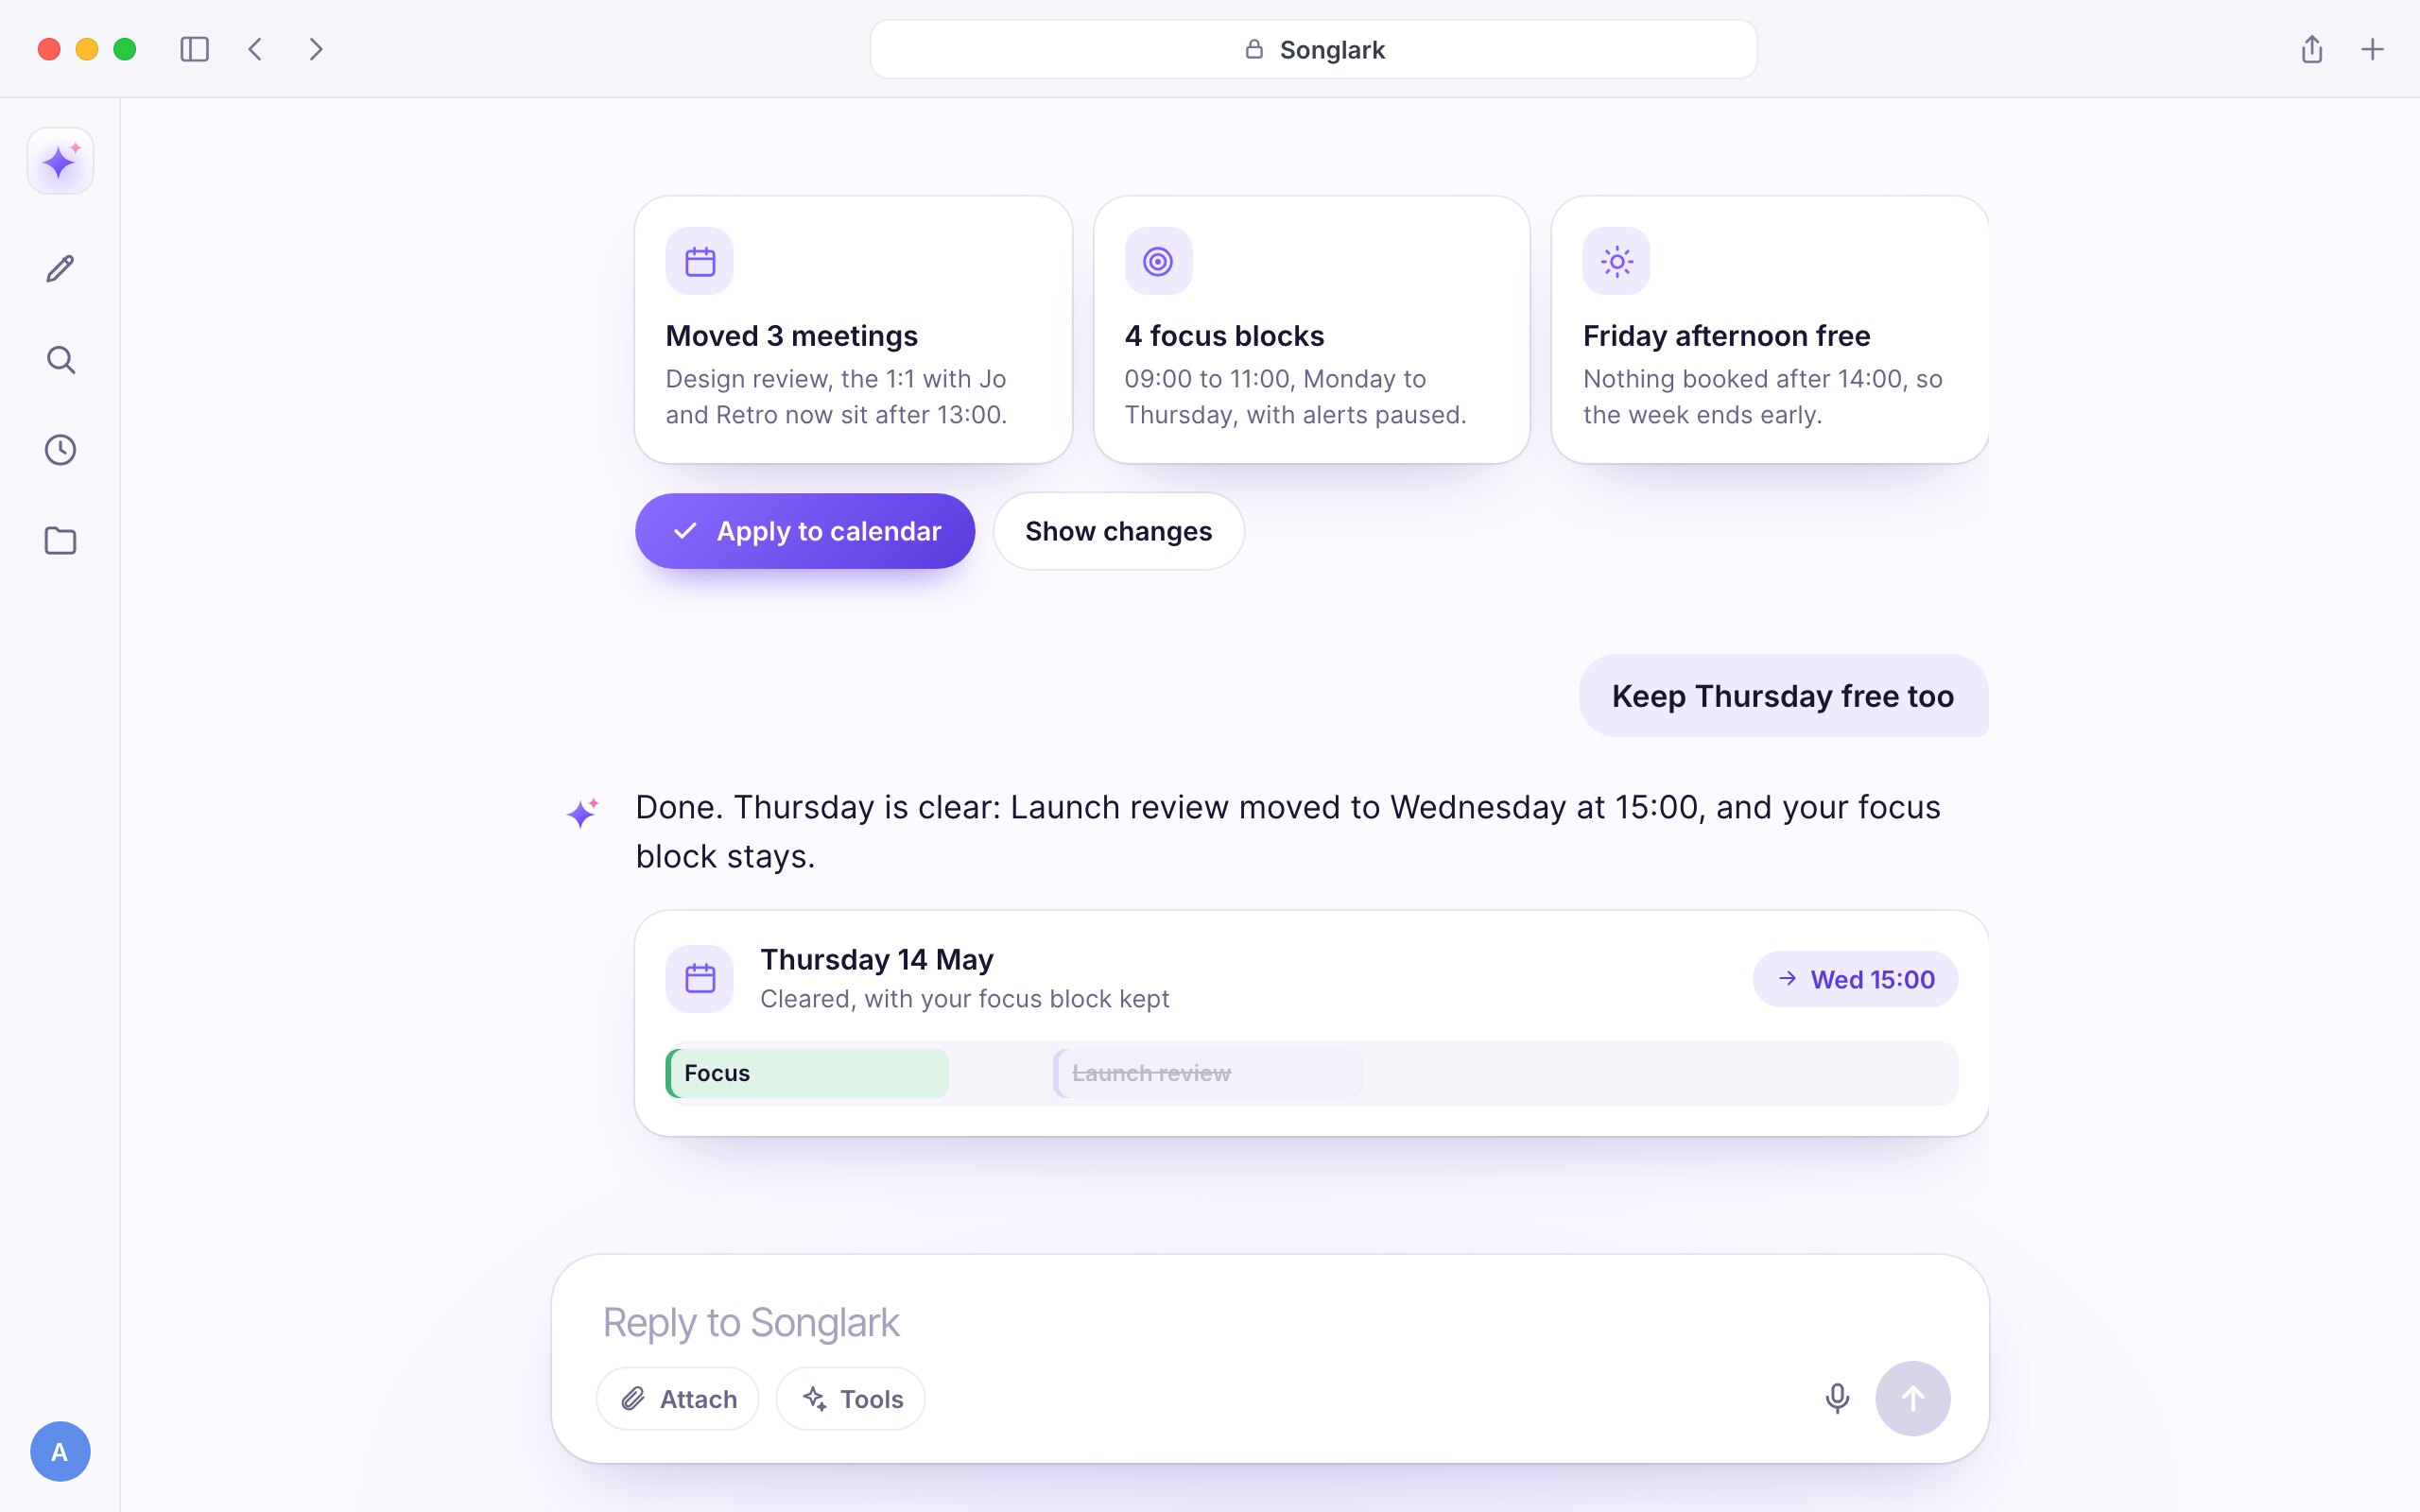 Songlark
Moved 3 meetings
Design review, the 1:1 with Jo
and Retro now sit after 13:00.
4 focus blocks
09:00 to 11:00, Monday to
Thursday, with alerts paused.
Friday afternoon free
Nothing booked after 14:00, so
the week ends early.
Apply to calendar
Show changes
Keep Thursday free too
Done. Thursday is clear: Launch review moved to Wednesday at 15:00, and your focus
block stays.
Thursday 14 May
Cleared, with your focus block kept
Wed 15:00
Focus
Launch review
Reply to Songlark
Attach
Tools
A